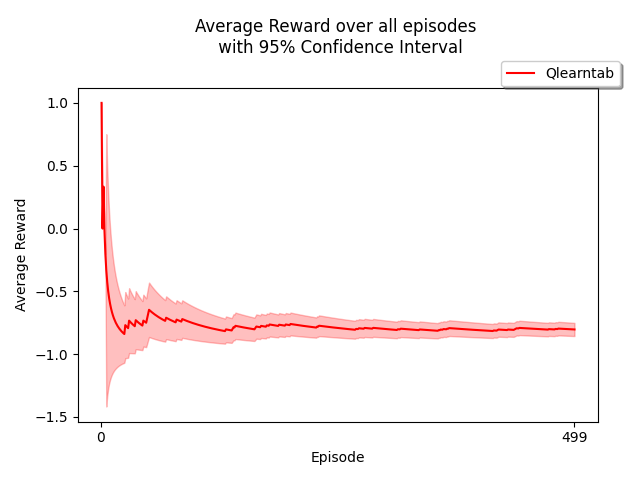 Average Reward over all episodes
with 95% Confidence Interval
Qlearntab
1.0
0.5
0.0
−0.5
−1.0
−1.5
Average Reward
0
499
Episode